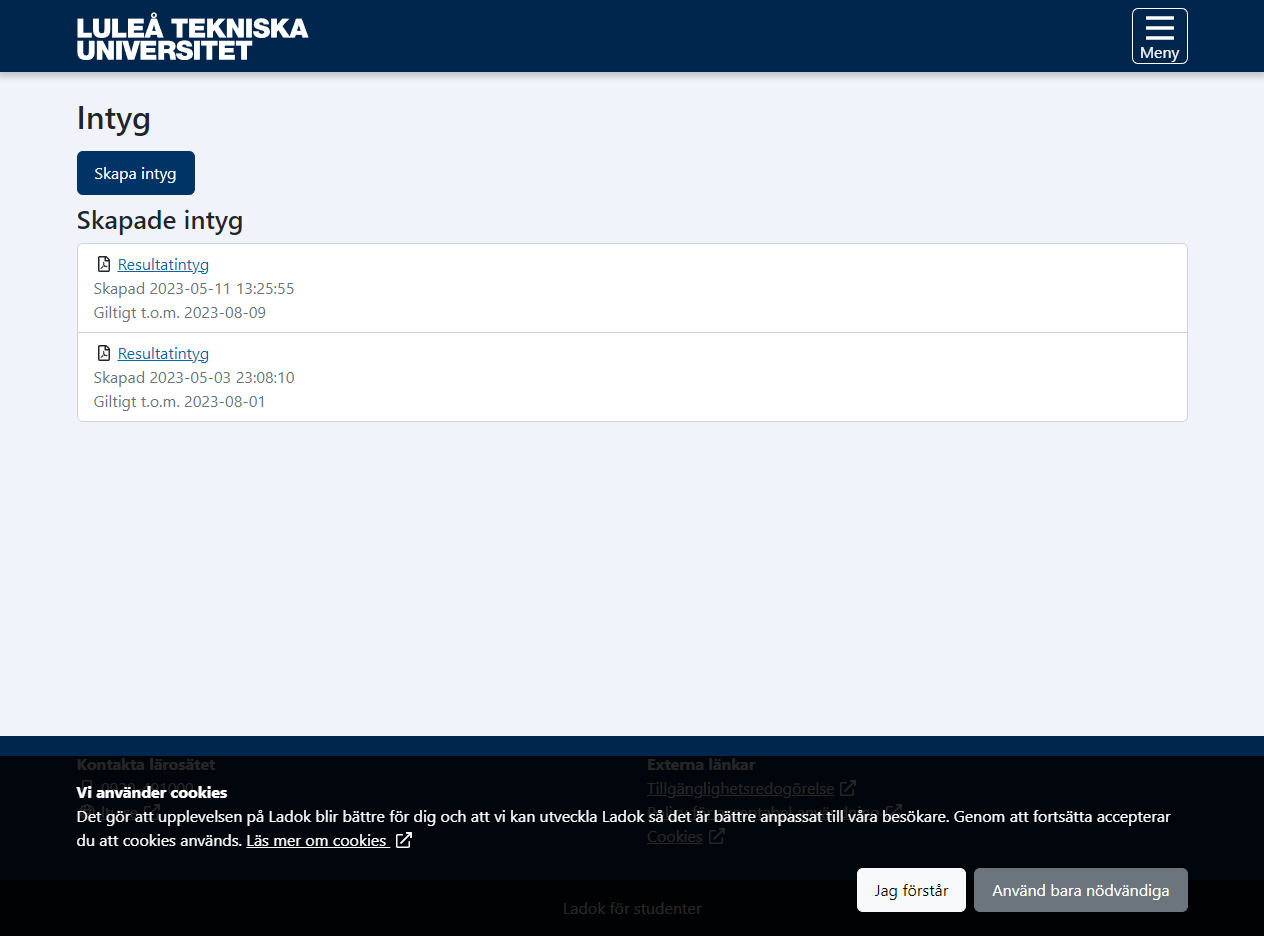 LULEÅ TEKNISKA
UNIVERSITET
Meny
Intyg
Skapa intyg
Skapade intyg
Resultatintyg
Skapad 2023-05-11 13:25:55
Giltigt t.o.m. 2023-08-09
Resultatintyg
Skapad 2023-05-03 23:08:10
Giltigt t.o.m. 2023-08-01
Kontakta lärosätet
Externa länkar
Tillgänglighetsredogörelse
Vi använder cookies
Det gör att upplevelsen på Ladok blir bättre för dig och att vi kan utveckla Ladok så det är bättre anpassat till våra besökare. Genom att fortsätta accepterar
du att cookies används. Läs mer om cookies
Cookies
Jag förstår
Använd bara nödvändiga
Ladok för studenter